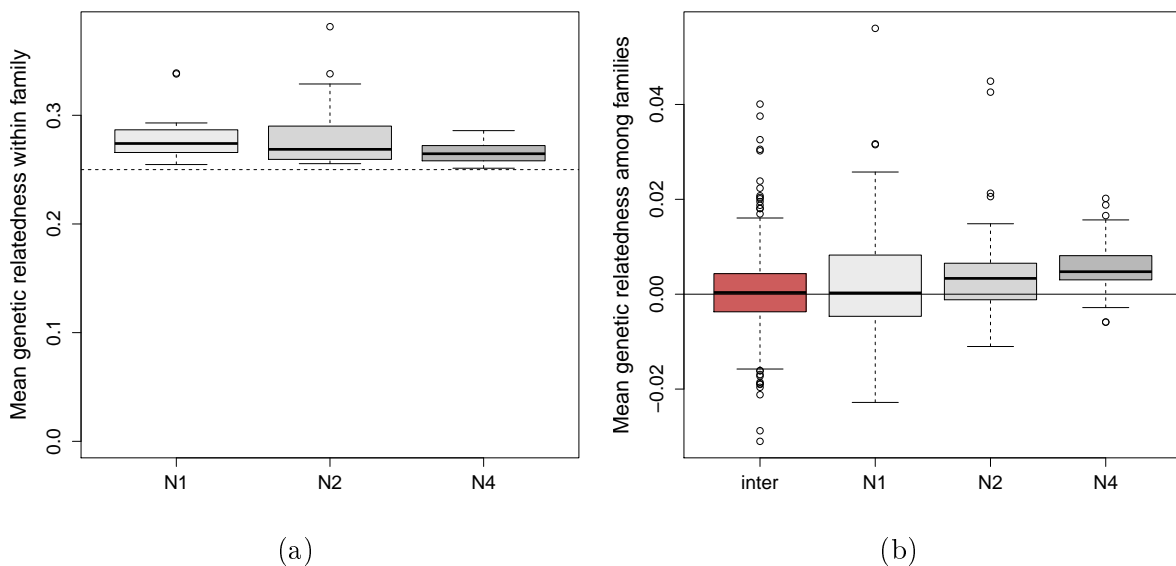 Mean genetic relatedness within family
0.3
0.2
0.1
0.0
N1 N2 N4
(a)
Mean genetic relatedness among families
0.04
0.02
0.00
−0.02
inter N1 N2 N4
(b)